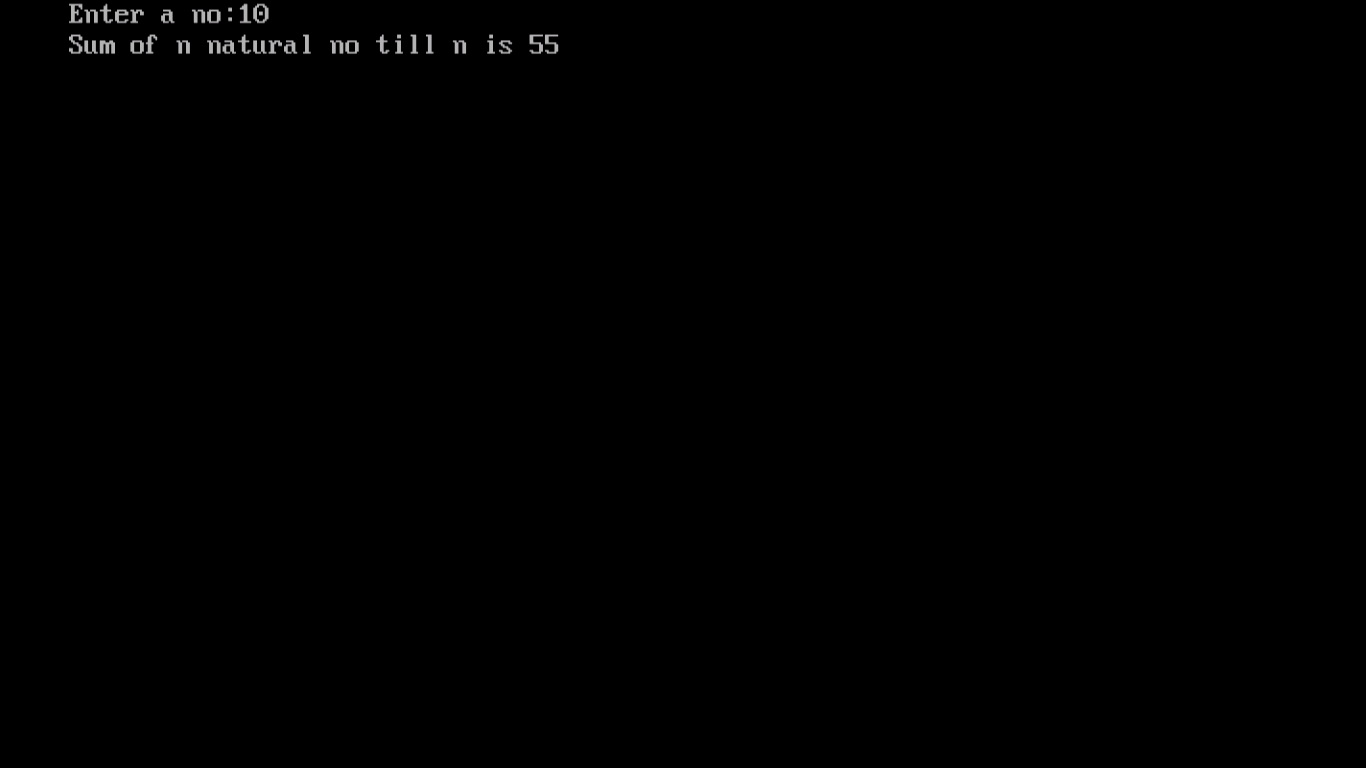 Enter a no:10
Sum of n natural no till n is 55